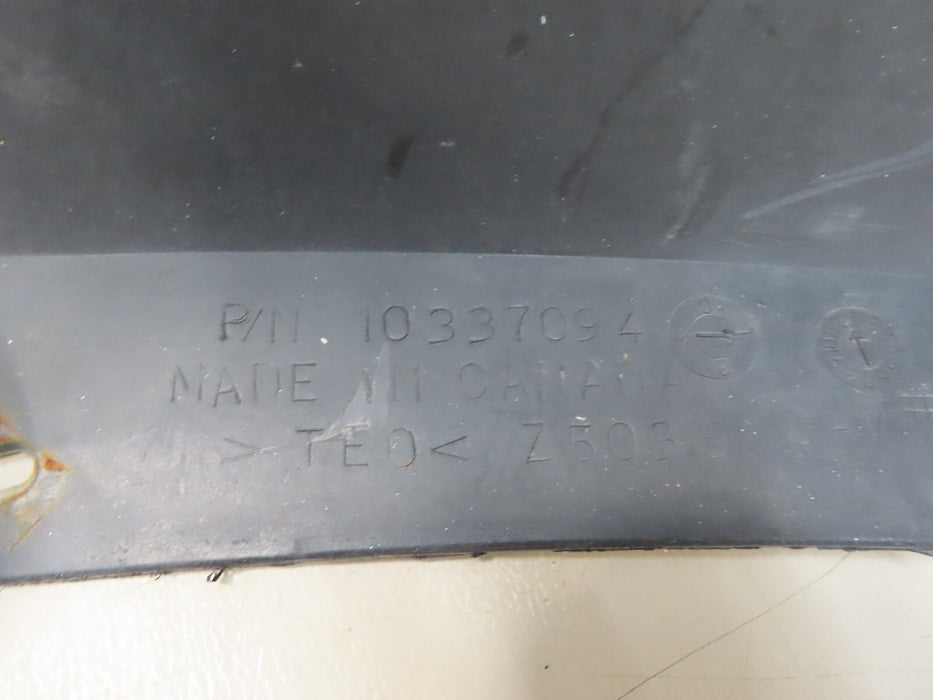 P/N 10337094
MADE IN CANADA
>TEO<